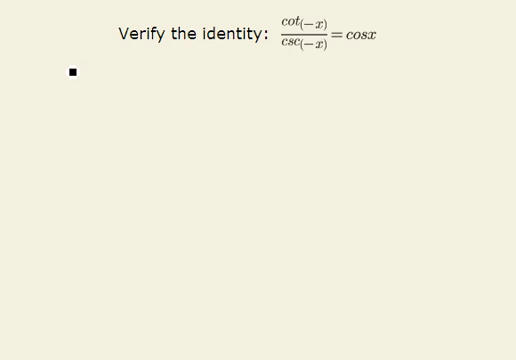 Verify the identity: cot(−x)/csc(−x) = cosx